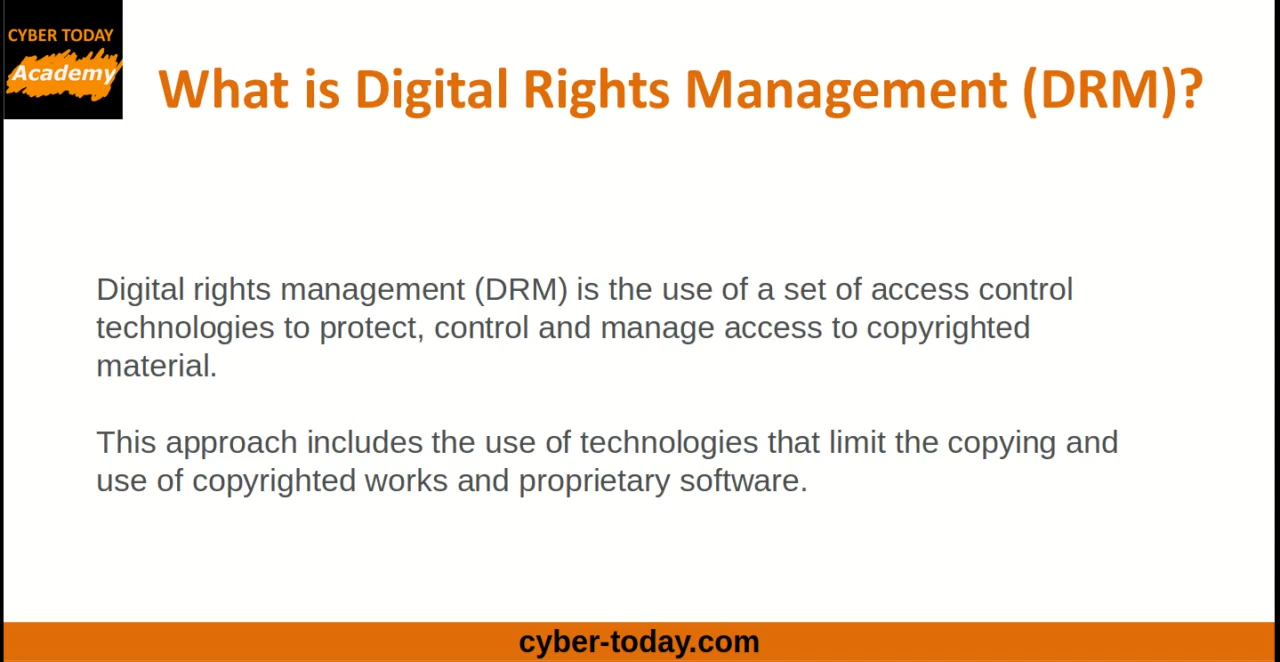 CYBER TODAY
Academy
What is Digital Rights Management (DRM)?
Digital rights management (DRM) is the use of a set of access control
technologies to protect, control and manage access to copyrighted
material.
This approach includes the use of technologies that limit the copying and
use of copyrighted works and proprietary software.
cyber-today.com